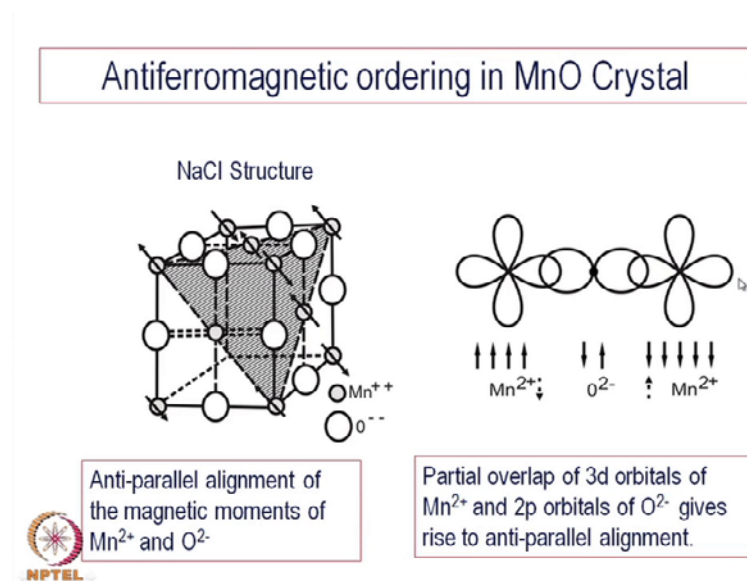 Antiferromagnetic ordering in MnO Crystal
NaCl Structure
Mn++
O--
Mn2+
O2-
Mn2+
Anti-parallel alignment of
the magnetic moments of
Mn2+ and O2-
Partial overlap of 3d orbitals of
Mn2+ and 2p orbitals of O2- gives
rise to anti-parallel alignment.
NPTEL